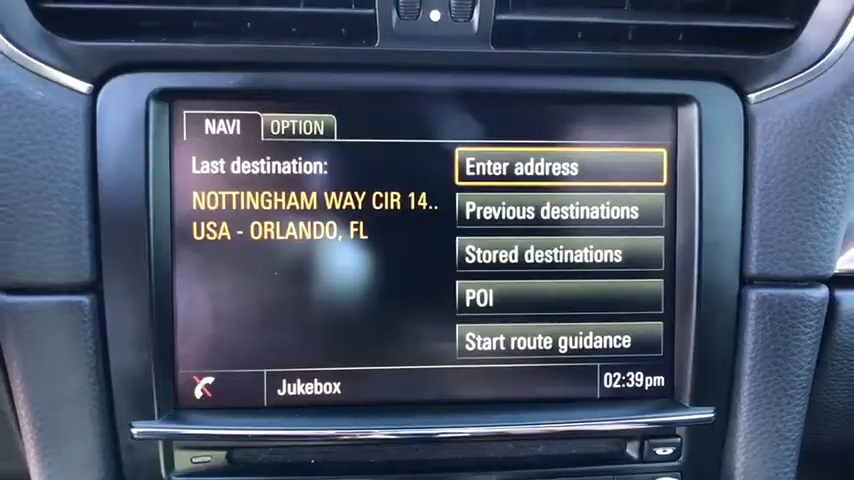 NAVI
OPTION
Last destination:
NOTTINGHAM WAY CIR 14..
USA - ORLANDO, FL
Enter address
Previous destinations
Stored destinations
POI
Start route guidance
Jukebox
02:39pm